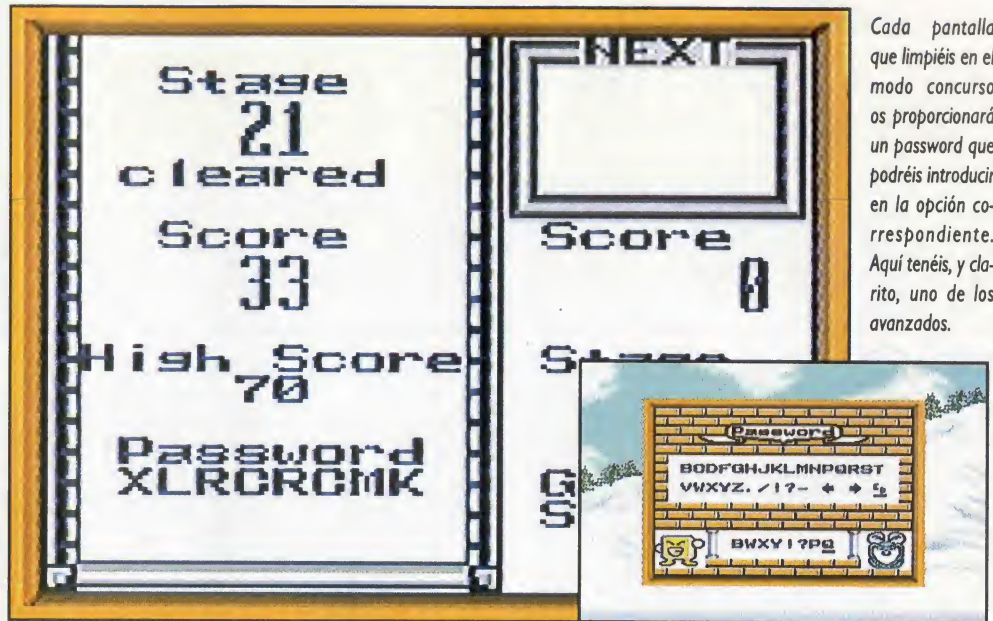 Stage
21
cleared
Score
33
High Score
70
Password
XLRCRCMK
NEXT
Score
0
Stage
G
S
Cada pantalla
que limpiéis en el
modo concurso
os proporcionará
un password que
podréis introducir
en la opción co-
rrespondiente.
Aquí tenéis, y cla-
rito, uno de los
avanzados.
Password
BCDFGHJKLMNPQRST
VWXYZ./!?- ← →
BWXY!?PQ